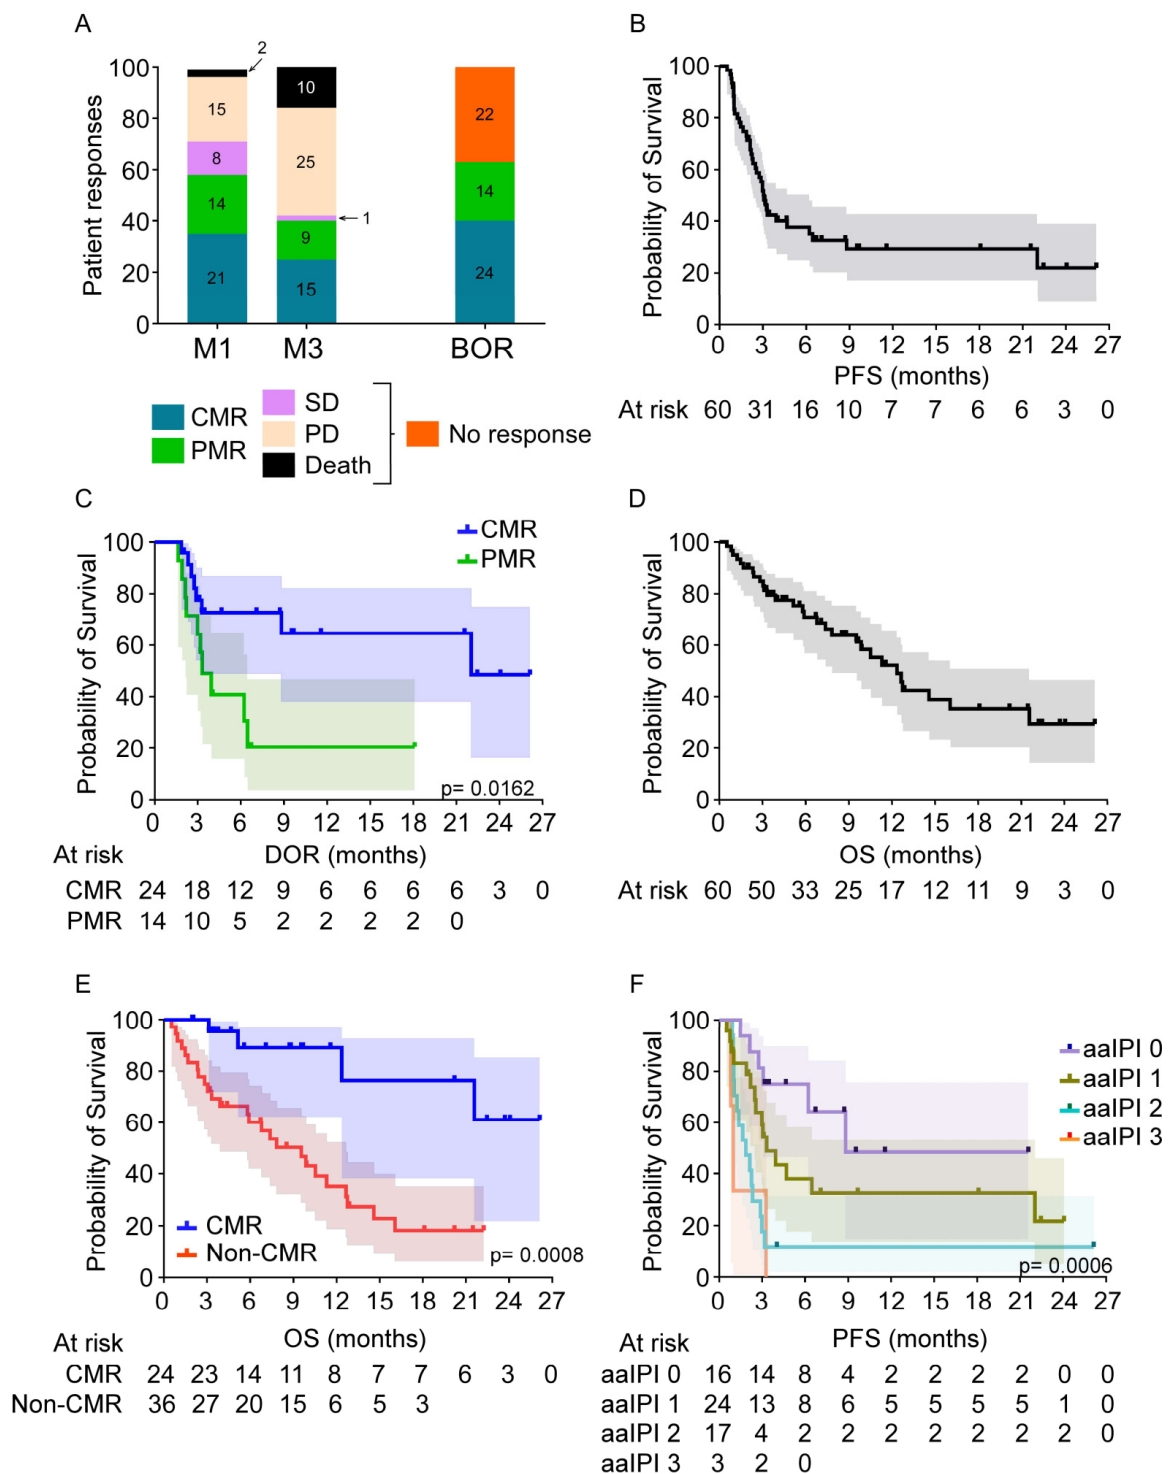 A
B
2
100
80
60
40
20
0
Patient responses
15
8
14
21
10
25
1
9
15
22
14
24
M1 M3 BOR
CMR
PMR
SD
PD
Death
No response
100
80
60
40
20
0
Probability of Survival
0 3 6 9 12 15 18 21 24 27
PFS (months)
At risk 60 31 16 10 7 7 6 6 3 0
C
100
80
60
40
20
0
Probability of Survival
CMR
PMR
p= 0.0162
0 3 6 9 12 15 18 21 24 27
DOR (months)
At risk
CMR 24 18 12 9 6 6 6 6 3 0
PMR 14 10 5 2 2 2 2 0
D
100
80
60
40
20
0
Probability of Survival
0 3 6 9 12 15 18 21 24 27
OS (months)
At risk 60 50 33 25 17 12 11 9 3 0
E
100
80
60
40
20
0
Probability of Survival
CMR
Non-CMR
p= 0.0008
0 3 6 9 12 15 18 21 24 27
OS (months)
At risk
CMR 24 23 14 11 8 7 7 6 3 0
Non-CMR 36 27 20 15 6 5 3
F
100
80
60
40
20
0
Probability of Survival
aaIPI 0
aaIPI 1
aaIPI 2
aaIPI 3
p= 0.0006
0 3 6 9 12 15 18 21 24 27
PFS (months)
At risk
aaIPI 0 16 14 8 4 2 2 2 2 0 0
aaIPI 1 24 13 8 6 5 5 5 5 1 0
aaIPI 2 17 4 2 2 2 2 2 2 2 0
aaIPI 3 3 2 0